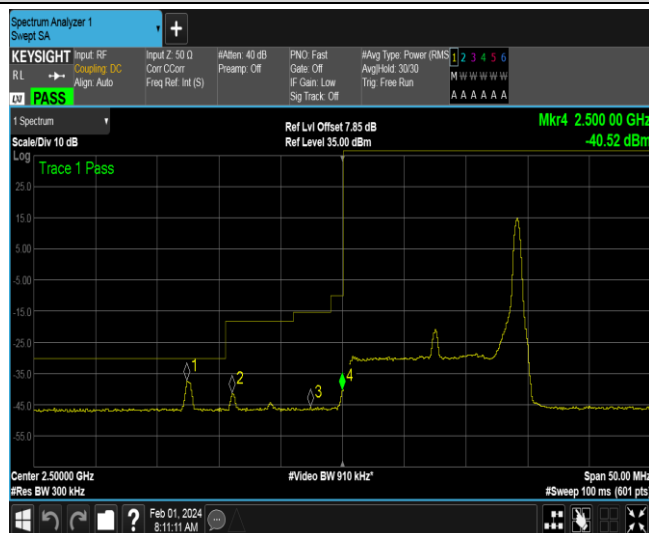 Spectrum Analyzer 1
Swept SA
+
KEYSIGHT Input: RF
RL Coupling: DC
Align: Auto
LXI PASS
Input Z: 50 Ω
Corr CCorr
Freq Ref: Int (S)
#Atten: 40 dB
Preamp: Off
PNO: Fast
Gate: Off
IF Gain: Low
Sig Track: Off
#Avg Type: Power (RMS
Avg|Hold: 30/30
Trig: Free Run
1 2 3 4 5 6
M W W W W W
A A A A A A
1 Spectrum
Scale/Div 10 dB
Ref Lvl Offset 7.85 dB
Ref Level 35.00 dBm
Mkr4 2.500 00 GHz
-40.52 dBm
Log
Trace 1 Pass
25.0
15.0
5.00
-5.00
-15.0
-25.0
-35.0
-45.0
-55.0
1
2
3
4
Center 2.50000 GHz
#Res BW 300 kHz
#Video BW 910 kHz*
Span 50.00 MHz
#Sweep 100 ms (601 pts)
?
Feb 01, 2024
8:11:11 AM